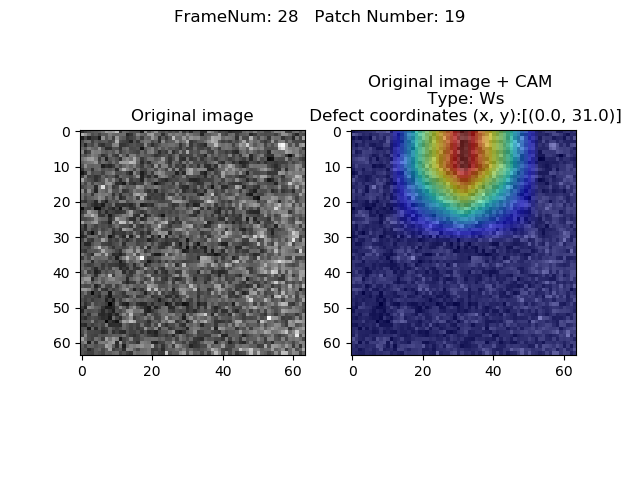 FrameNum: 28   Patch Number: 19
Original image
Original image + CAM
Type: Ws
Defect coordinates (x, y):[(0.0, 31.0)]
0
10
20
30
40
50
60
0 20 40 60
0
10
20
30
40
50
60
0 20 40 60